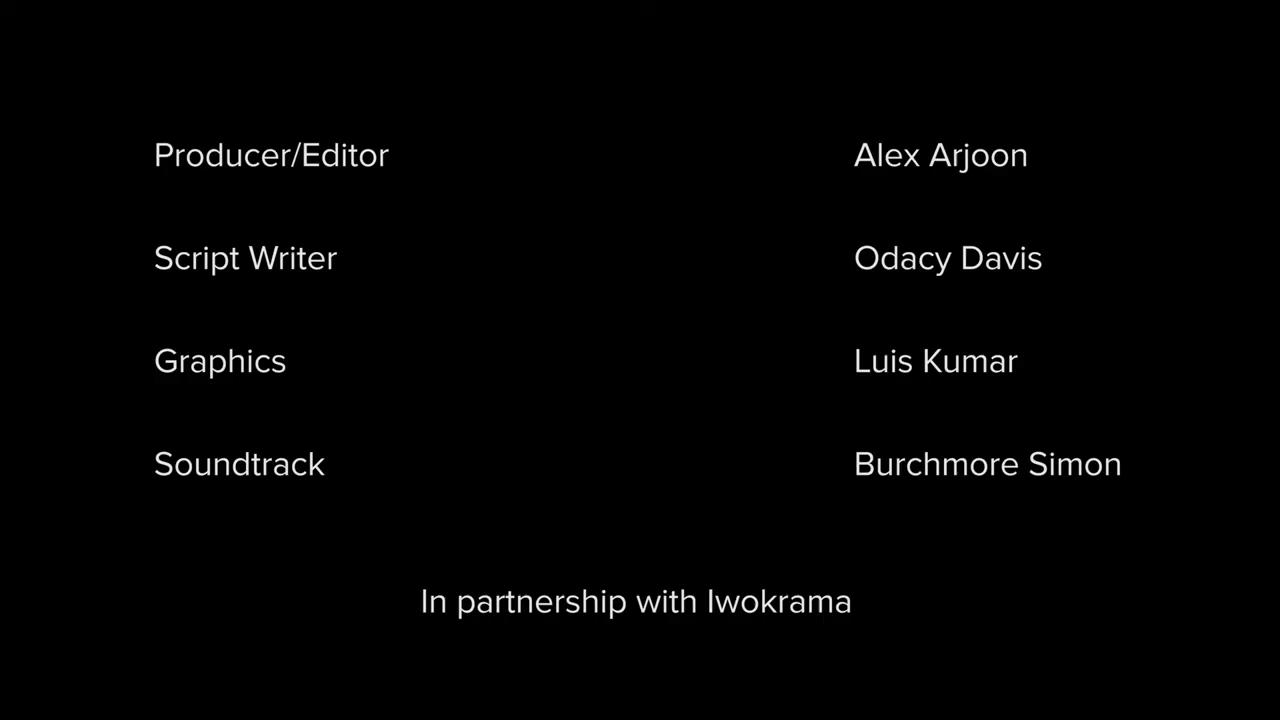 Producer/Editor Alex Arjoon
Script Writer Odacy Davis
Graphics Luis Kumar
Soundtrack Burchmore Simon
In partnership with Iwokrama